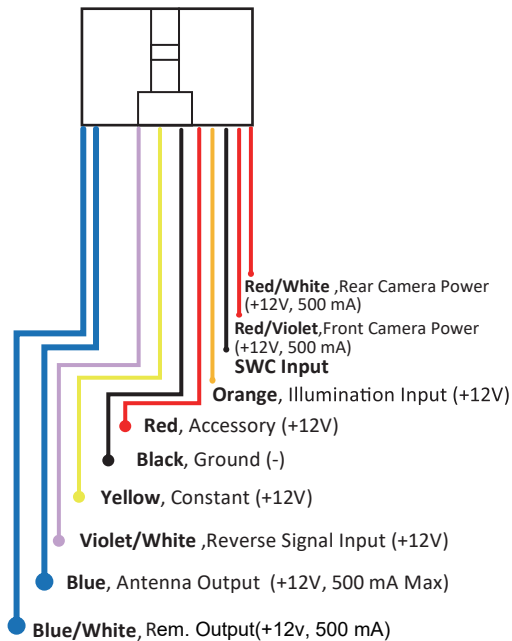 Red/White ,Rear Camera Power
(+12V, 500 mA)
Red/Violet,Front Camera Power
(+12V, 500 mA)
SWC Input
Orange, Illumination Input (+12V)
Red, Accessory (+12V)
Black, Ground (-)
Yellow, Constant (+12V)
Violet/White ,Reverse Signal Input (+12V)
Blue, Antenna Output (+12V, 500 mA Max)
Blue/White, Rem. Output(+12v, 500 mA)